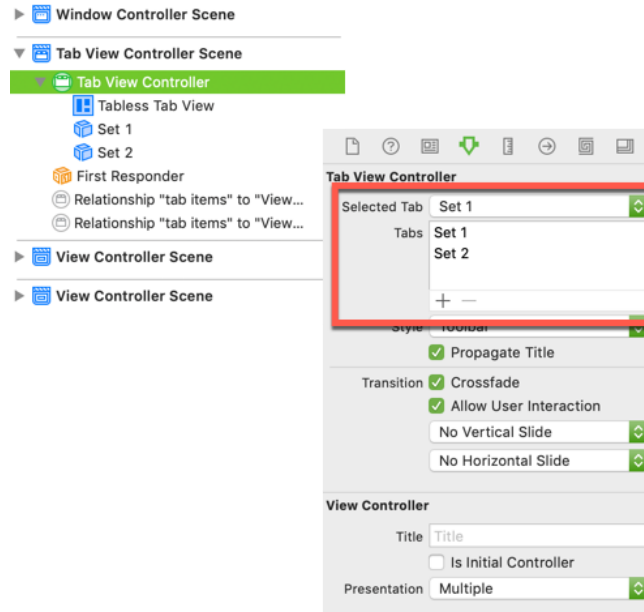 Window Controller Scene
Tab View Controller Scene
Tab View Controller
Tabless Tab View
Set 1
Set 2
First Responder
Relationship "tab items" to "View...
Relationship "tab items" to "View...
View Controller Scene
View Controller Scene
Tab View Controller
Selected Tab Set 1
Tabs Set 1
Set 2
+ −
Style Toolbar
Propagate Title
Transition Crossfade
Allow User Interaction
No Vertical Slide
No Horizontal Slide
View Controller
Title Title
Is Initial Controller
Presentation Multiple